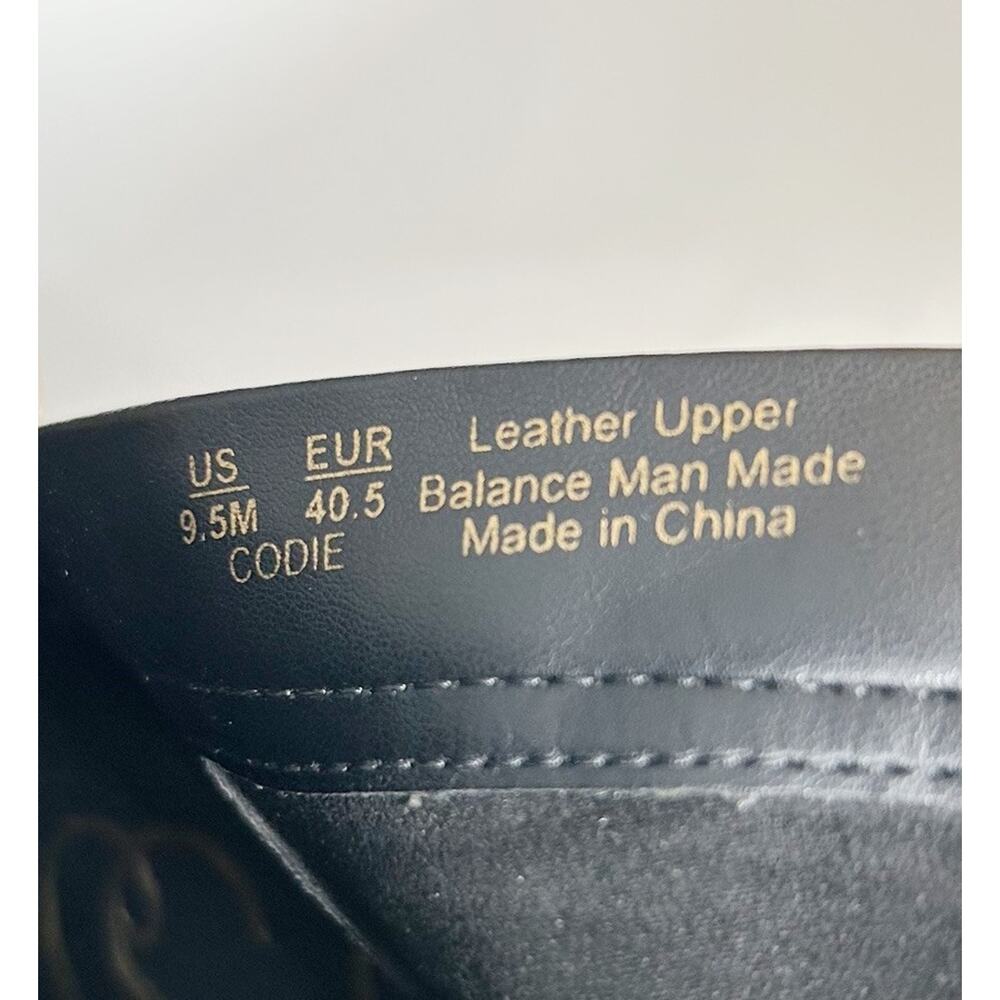 US EUR
9.5M 40.5
CODIE
Leather Upper
Balance Man Made
Made in China